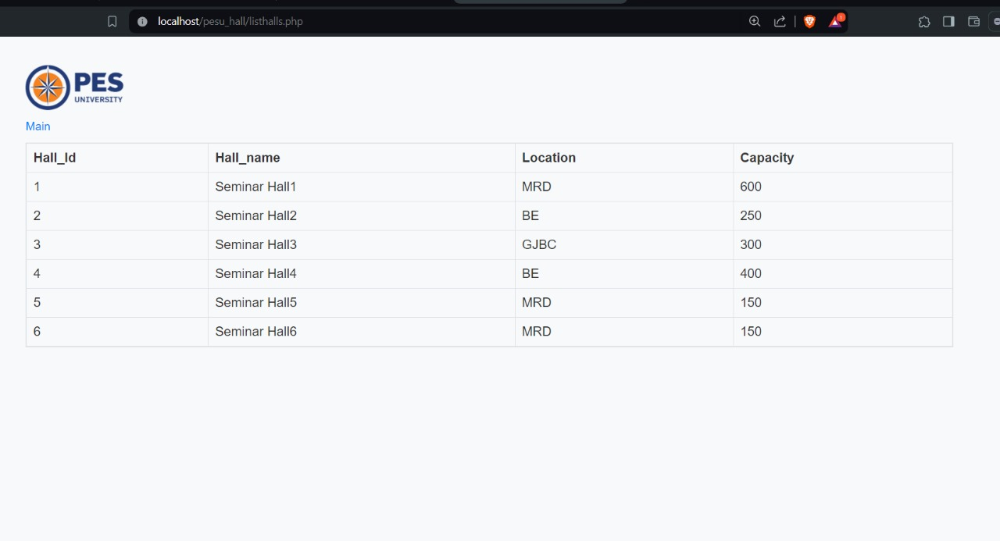 localhost/pesu_hall/listhalls.php
1
PES
UNIVERSITY
Main
Hall_Id Hall_name Location Capacity
1 Seminar Hall1 MRD 600
2 Seminar Hall2 BE 250
3 Seminar Hall3 GJBC 300
4 Seminar Hall4 BE 400
5 Seminar Hall5 MRD 150
6 Seminar Hall6 MRD 150